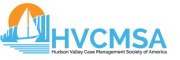 HVCMSA
Hudson Valley Case Management Society of America